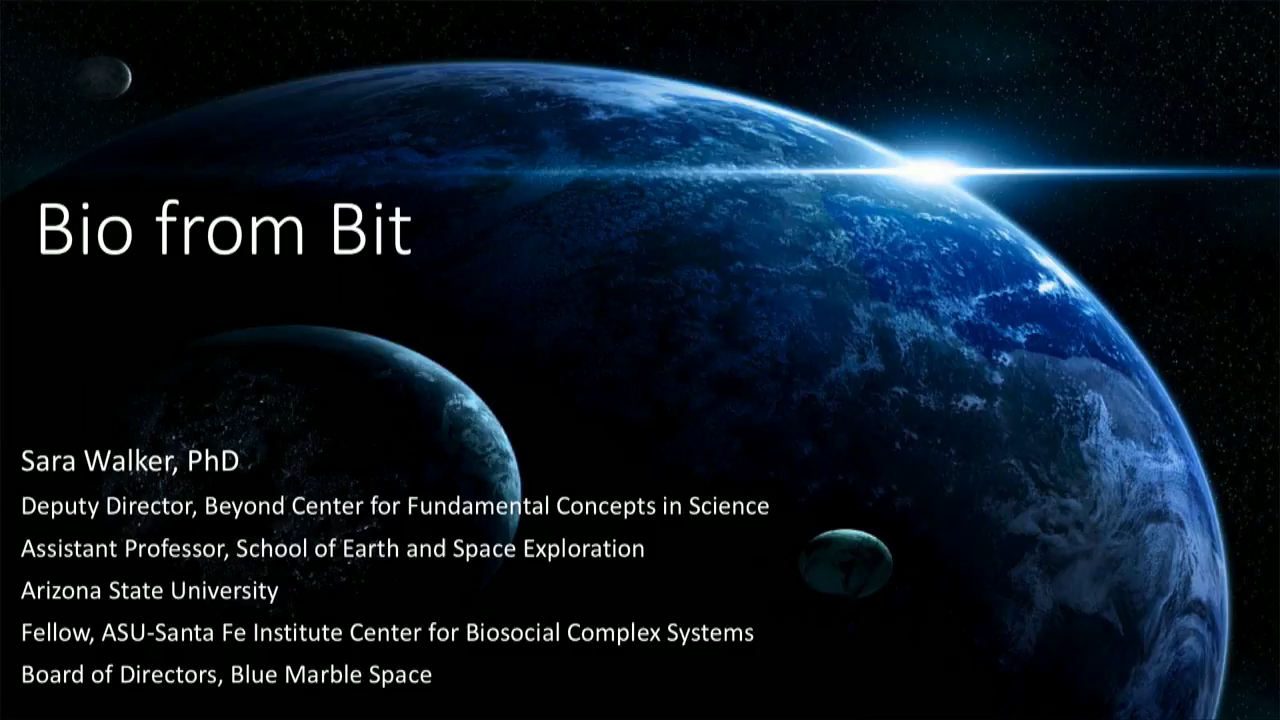 Bio from Bit
Sara Walker, PhD
Deputy Director, Beyond Center for Fundamental Concepts in Science
Assistant Professor, School of Earth and Space Exploration
Arizona State University
Fellow, ASU-Santa Fe Institute Center for Biosocial Complex Systems
Board of Directors, Blue Marble Space